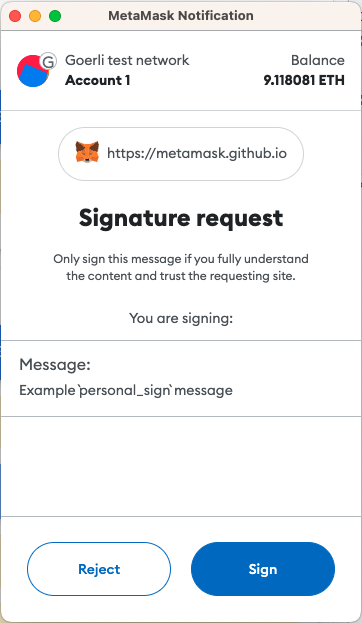 MetaMask Notification
Goerli test network
Balance
G
Account 1
9.118081 ETH
https://metamask.github.io
Signature request
Only sign this message if you fully understand
the content and trust the requesting site.
You are signing:
Message:
Example `personal_sign` message
Reject
Sign